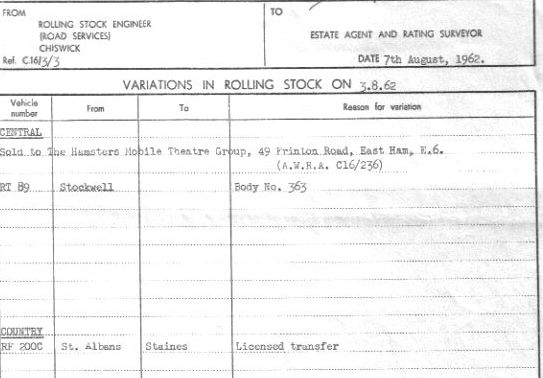 FROM
ROLLING STOCK ENGINEER
(ROAD SERVICES)
CHISWICK
Ref. C.16/3/3
TO
ESTATE AGENT AND RATING SURVEYOR
DATE 7th August, 1962.
VARIATIONS IN ROLLING STOCK ON 3.8.62
Vehicle number From To Reason for variation
CENTRAL
Sold to The Hamsters Mobile Theatre Group, 49 Frinton Road, East Ham, E.6.
(A.W.R.A. C16/236)
RT 89 Stockwell Body No. 363
COUNTRY
RF 200C St. Albans Staines Licensed transfer